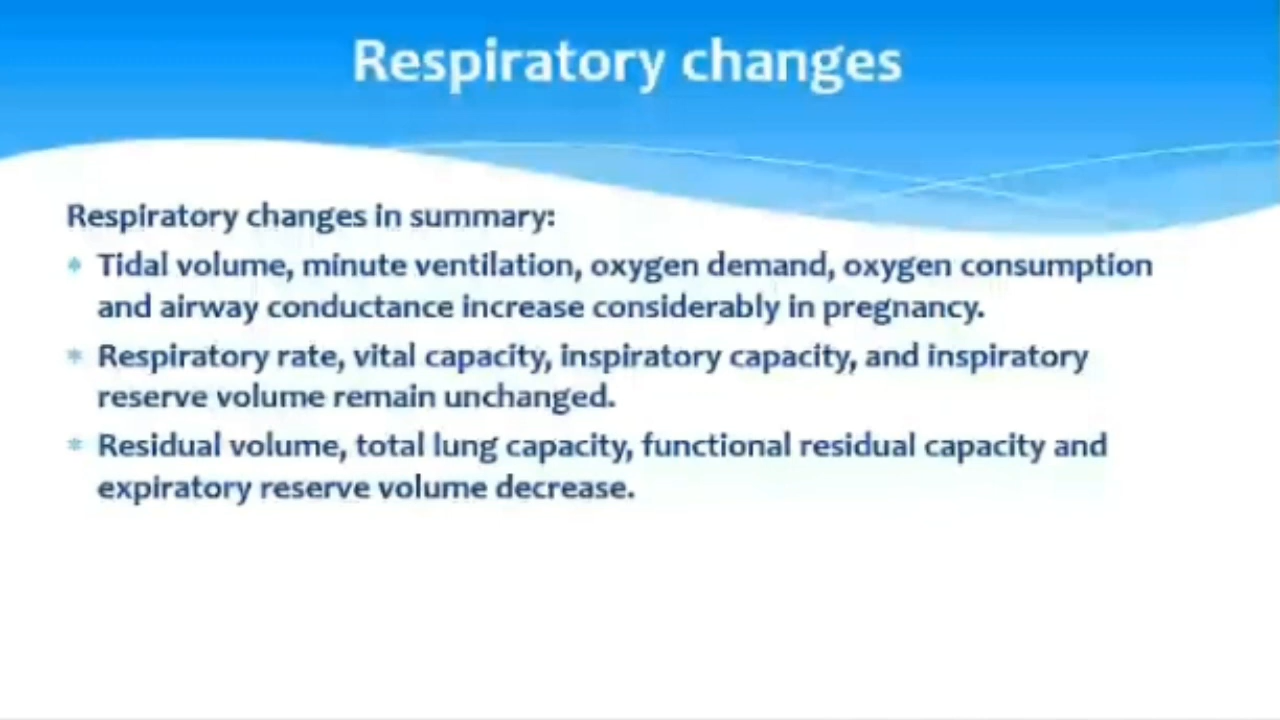 Respiratory changes
Respiratory changes in summary:
* Tidal volume, minute ventilation, oxygen demand, oxygen consumption
and airway conductance increase considerably in pregnancy.
* Respiratory rate, vital capacity, inspiratory capacity, and inspiratory
reserve volume remain unchanged.
* Residual volume, total lung capacity, functional residual capacity and
expiratory reserve volume decrease.